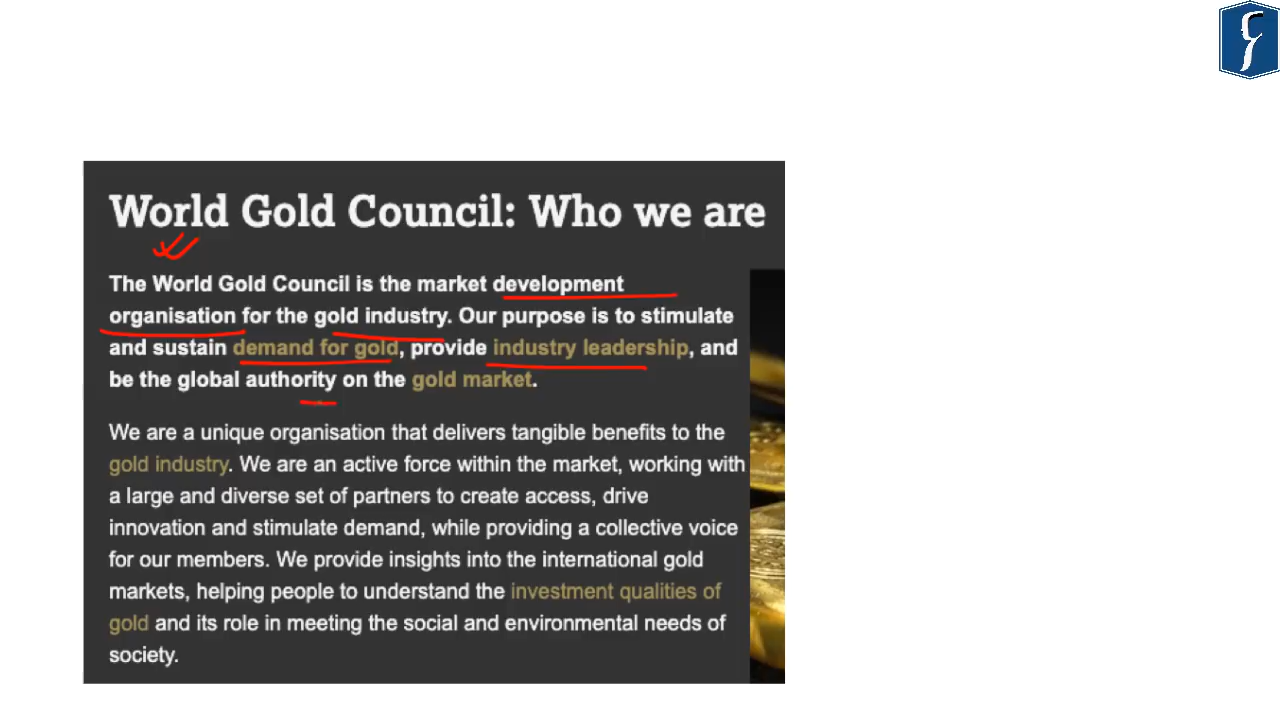 World Gold Council: Who we are
The World Gold Council is the market development
organisation for the gold industry. Our purpose is to stimulate
and sustain demand for gold, provide industry leadership, and
be the global authority on the gold market.
We are a unique organisation that delivers tangible benefits to the
gold industry. We are an active force within the market, working with
a large and diverse set of partners to create access, drive
innovation and stimulate demand, while providing a collective voice
for our members. We provide insights into the international gold
markets, helping people to understand the investment qualities of
gold and its role in meeting the social and environmental needs of
society.